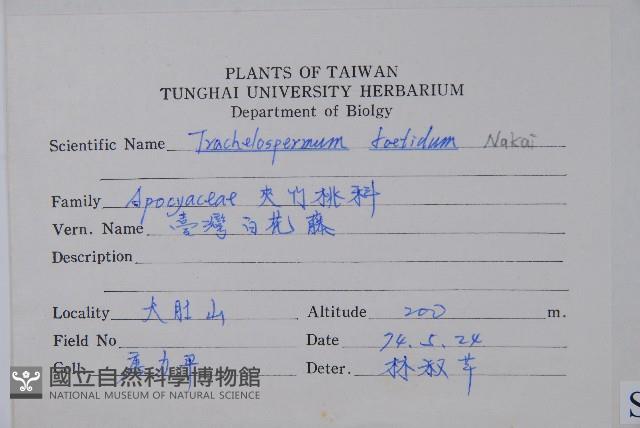 PLANTS OF TAIWAN
TUNGHAI UNIVERSITY HERBARIUM
Department of Biolgy
Scientific Name Trachelospermum foetidum Nakai
Family Apocyaceae 夾竹桃科
Vern. Name 臺灣白花藤
Description
Locality 大肚山 Altitude 200 m.
Field No Date 74.5.24
Coll. Deter. 林淑芊
國立自然科學博物館
NATIONAL MUSEUM OF NATURAL SCIENCE
S